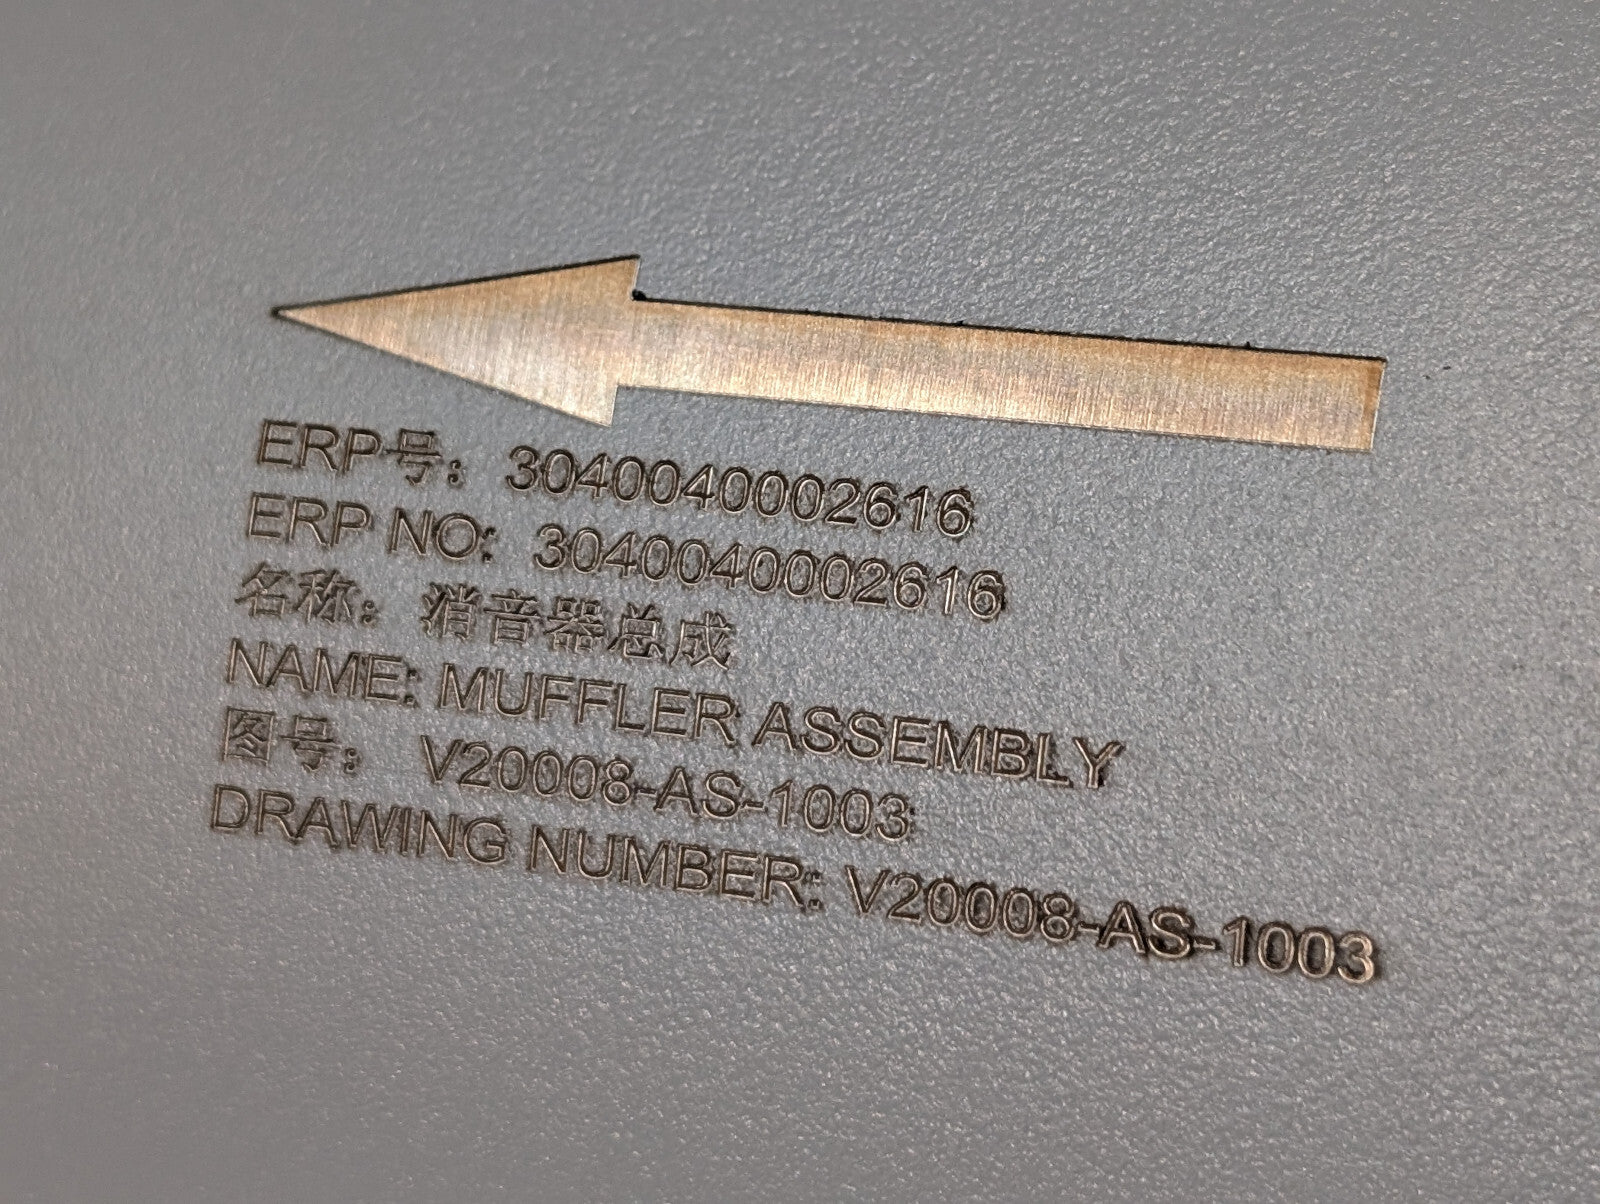 ERP号： 3040040002616
ERP NO: 3040040002616
名称： 消音器总成
NAME: MUFFLER ASSEMBLY
图号： V20008-AS-1003
DRAWING NUMBER: V20008-AS-1003